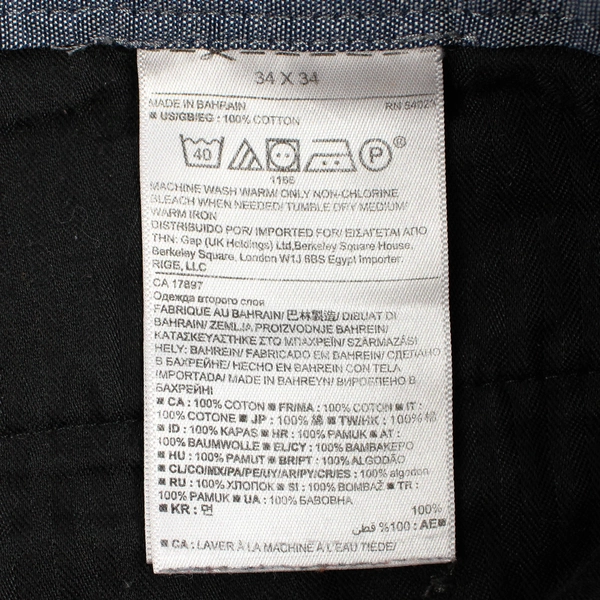 34 X 34
MADE IN BAHRAIN RN 54023
■ US/GB/EG : 100% COTTON
40 P ®
1166
MACHINE WASH WARM/ ONLY NON-CHLORINE
BLEACH WHEN NEEDED/ TUMBLE DRY MEDIUM/
WARM IRON
DISTRIBUIDO POR/ IMPORTED FOR/ ΕΙΣΑΓΕΤΑΙ ΑΠΟ
ΤΗΝ: Gap (UK Holdings) Ltd,Berkeley Square House,
Berkeley Square, London W1J 6BS Egypt Importer:
RIGE, LLC
CA 17897
Одежда второго слоя
FABRIQUE AU BAHRAIN/ 巴林製造/ DIBUAT DI
BAHRAIN/ ZEMLJA PROIZVODNJE BAHREIN/
ΚΑΤΑΣΚΕΥΑΣΤΗΚΕ ΣΤΟ ΜΠΑΧΡΕΪΝ/ SZÁRMAZÁSI
HELY: BAHREIN/ FABRICADO EM BAHREIN/ СДЕЛАНО
В БАХРЕЙНЕ/ HECHO EN BAHREIN CON TELA
IMPORTADA/ MADE IN BAHREYN/ ВИРОБЛЕНО В
БАХРЕЙНІ
■ CA : 100% COTON ■ FR/MA : 100% COTON ■ IT :
100% COTONE ■ JP : 100% 綿 ■ TW/HK : 100% 棉
■ ID : 100% KAPAS ■ HR : 100% PAMUK ■ AT :
100% BAUMWOLLE ■ EL/CY : 100% ΒΑΜΒΑΚΕΡΟ
■ HU : 100% PAMUT ■ BR/PT : 100% ALGODÃO
■ CL/CO/MX/PA/PE/UY/AR/PY/CR/ES : 100% algodon
■ RU : 100% ХЛОПОК ■ SI : 100% BOMBAŽ ■ TR :
100% PAMUK ■ UA : 100% БАВОВНА
■ KR : 면 100%
■AE : 100% قطن
■ CA : LAVER À LA MACHINE À L'EAU TIÈDE/